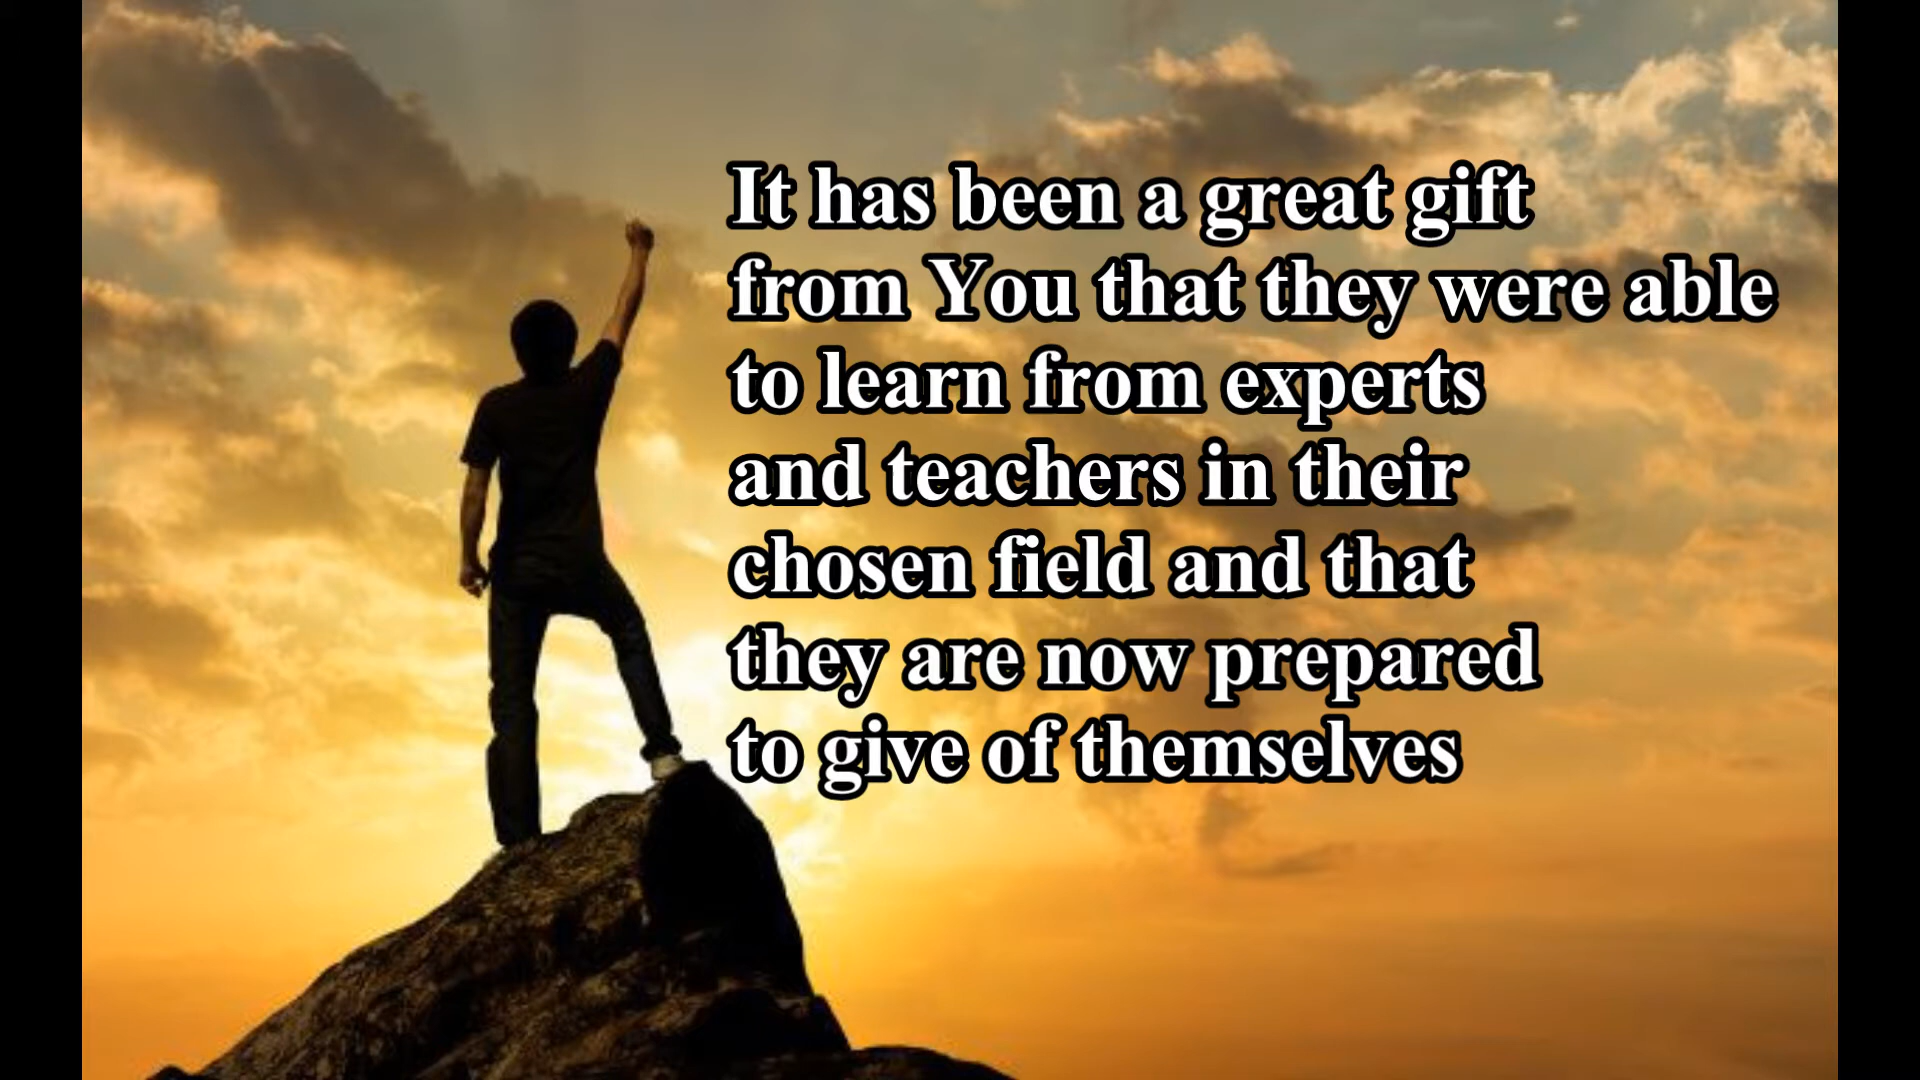 It has been a great gift
from You that they were able
to learn from experts
and teachers in their
chosen field and that
they are now prepared
to give of themselves